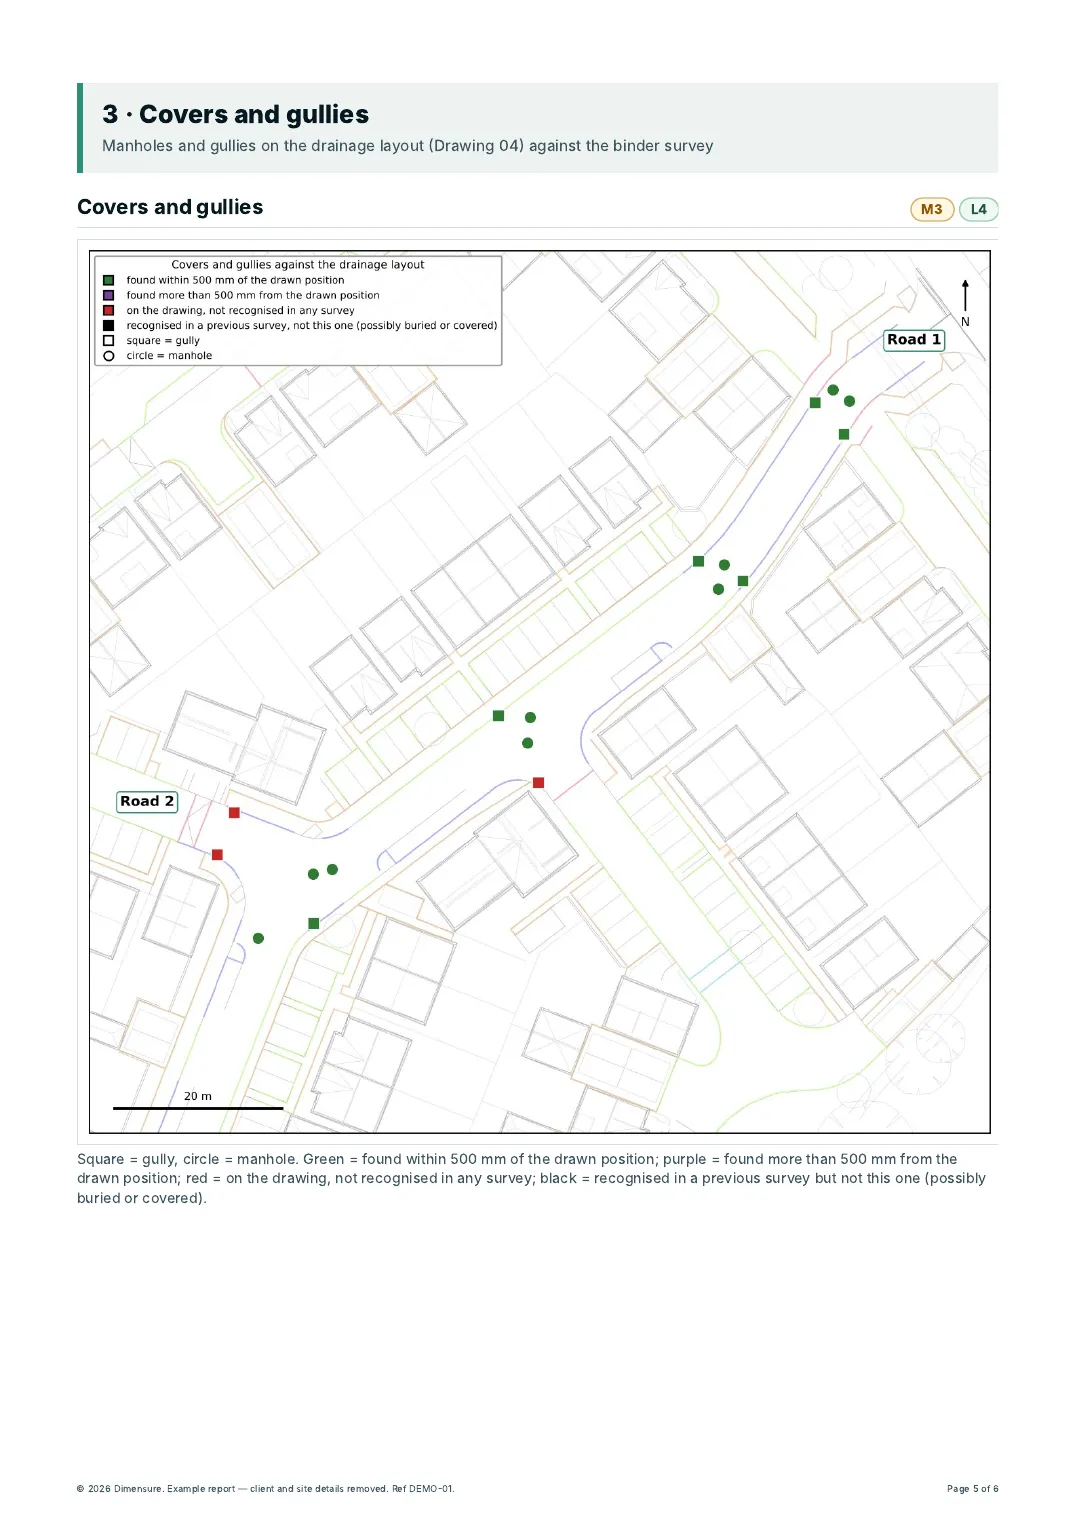 3 · Covers and gullies
Manholes and gullies on the drainage layout (Drawing 04) against the binder survey
Covers and gullies
M3 L4
Covers and gullies against the drainage layout
found within 500 mm of the drawn position
found more than 500 mm from the drawn position
on the drawing, not recognised in any survey
recognised in a previous survey, not this one (possibly buried or covered)
square = gully
circle = manhole
N
Road 1
Road 2
20 m
Square = gully, circle = manhole. Green = found within 500 mm of the drawn position; purple = found more than 500 mm from the
drawn position; red = on the drawing, not recognised in any survey; black = recognised in a previous survey but not this one (possibly
buried or covered).
© 2026 Dimensure. Example report — client and site details removed. Ref DEMO-01.
Page 5 of 6